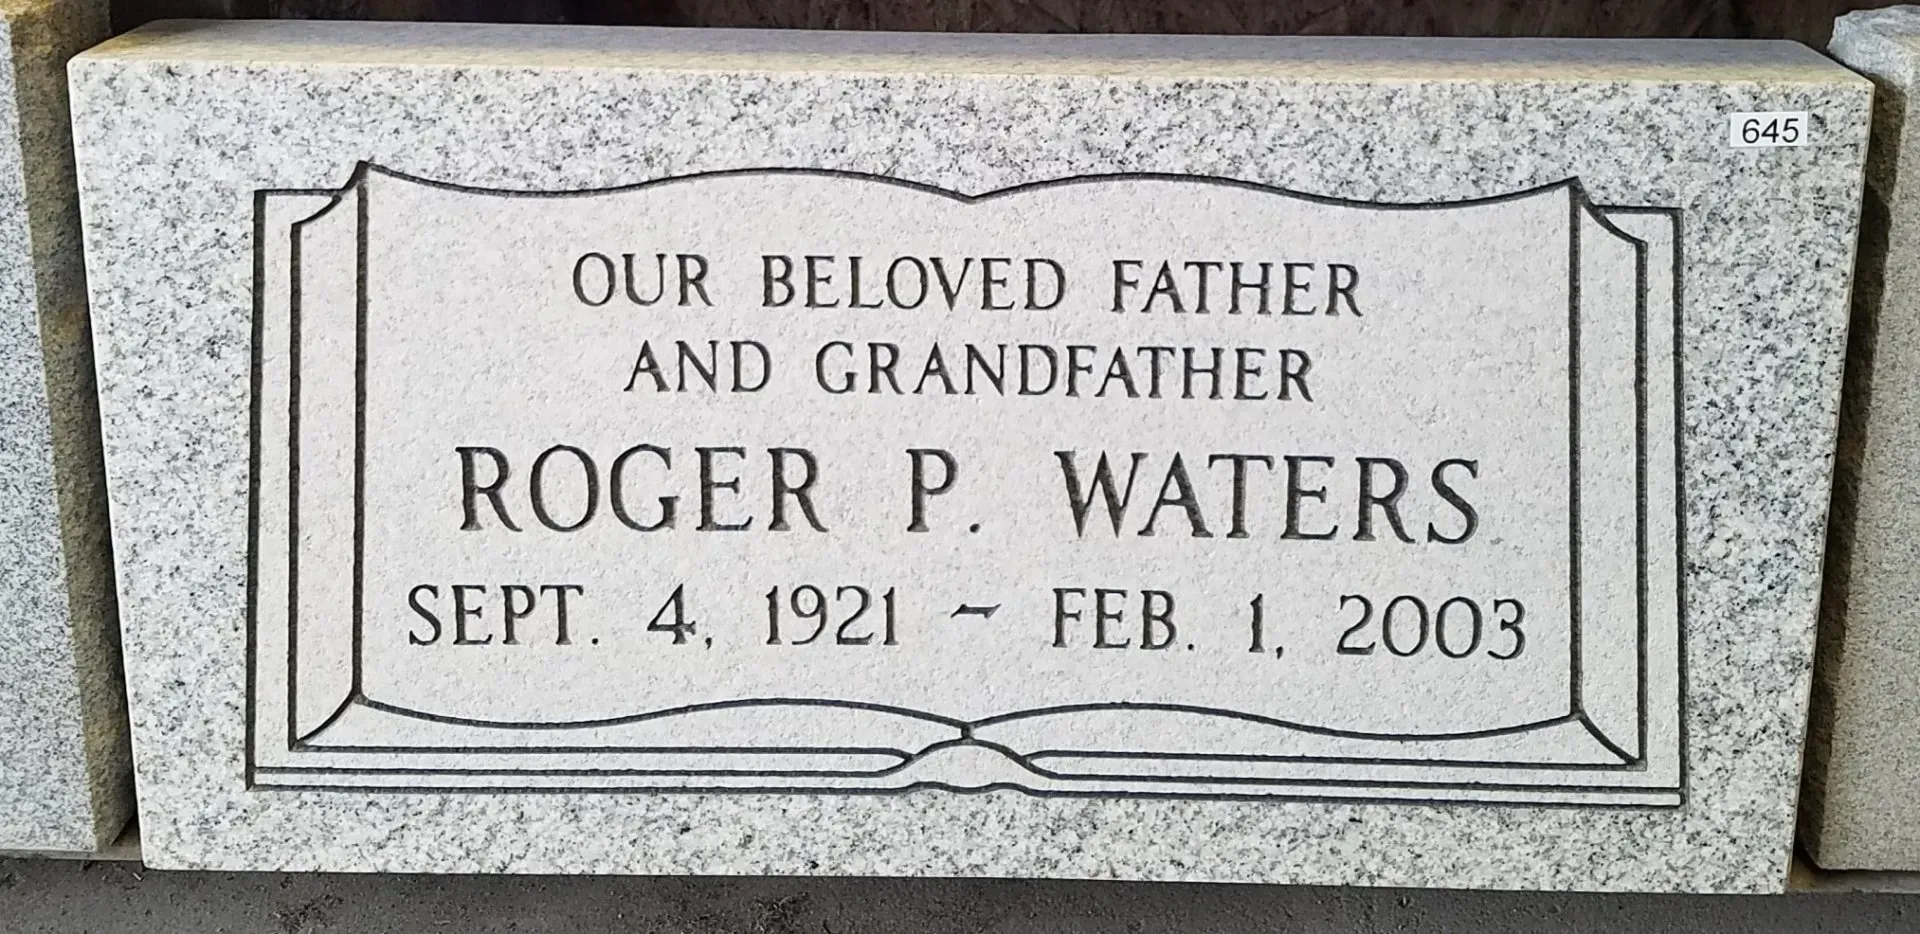 645
OUR BELOVED FATHER
AND GRANDFATHER
ROGER P. WATERS
SEPT. 4, 1921 ~ FEB. 1, 2003